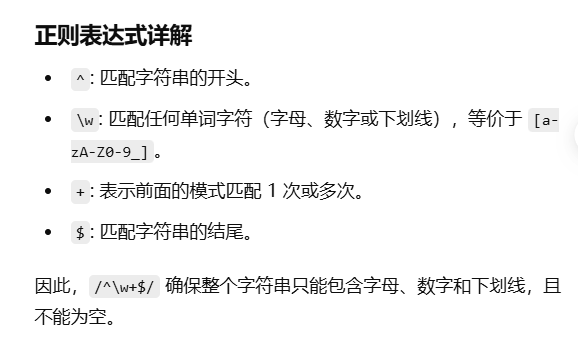 正则表达式详解
• ^: 匹配字符串的开头。
• \w: 匹配任何单词字符（字母、数字或下划线），等价于 [a-
zA-Z0-9_]。
• +: 表示前面的模式匹配 1 次或多次。
• $: 匹配字符串的结尾。
因此， /^\w+$/ 确保整个字符串只能包含字母、数字和下划线，且
不能为空。